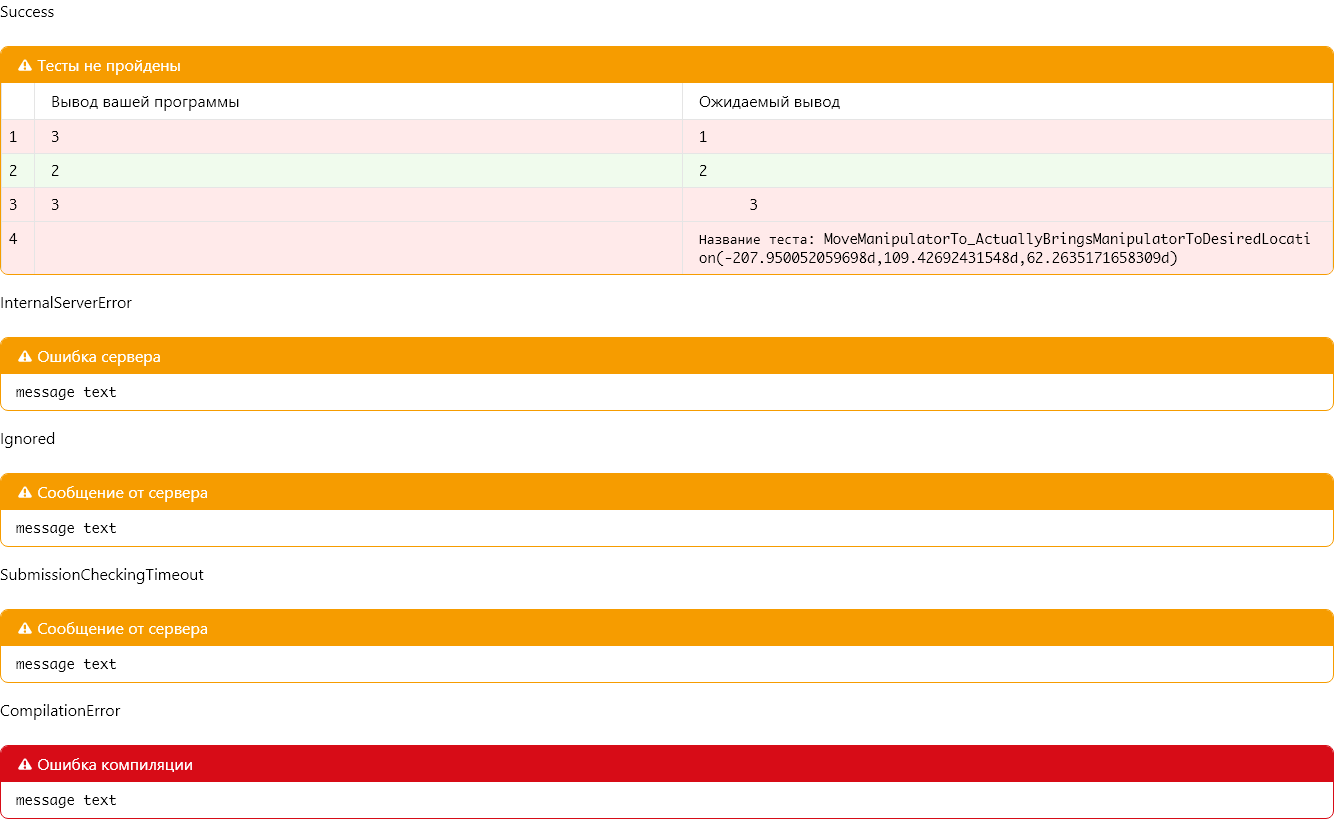 Success
Тесты не пройдены
Вывод вашей программы Ожидаемый вывод
1 3 1
2 2 2
3 3 3
4 Название теста: MoveManipulatorTo_ActuallyBringsManipulatorToDesiredLocati
on(-207.950052059698d,109.42692431548d,62.2635171658309d)
InternalServerError
Ошибка сервера
message text
Ignored
Сообщение от сервера
message text
SubmissionCheckingTimeout
Сообщение от сервера
message text
CompilationError
Ошибка компиляции
message text